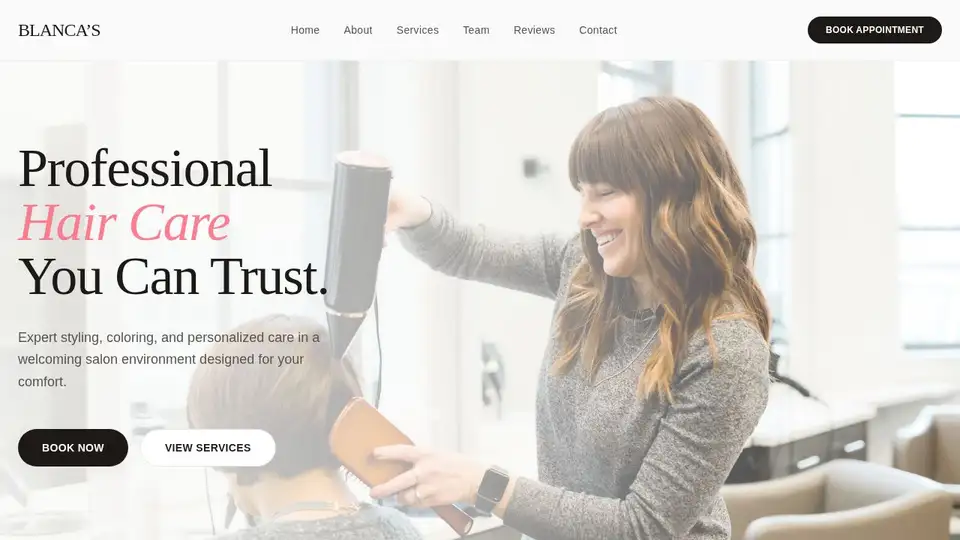 BLANCA’S
Home
About
Services
Team
Reviews
Contact
BOOK APPOINTMENT
Professional
Hair Care
You Can Trust.
Expert styling, coloring, and personalized care in a
welcoming salon environment designed for your
comfort.
BOOK NOW
VIEW SERVICES